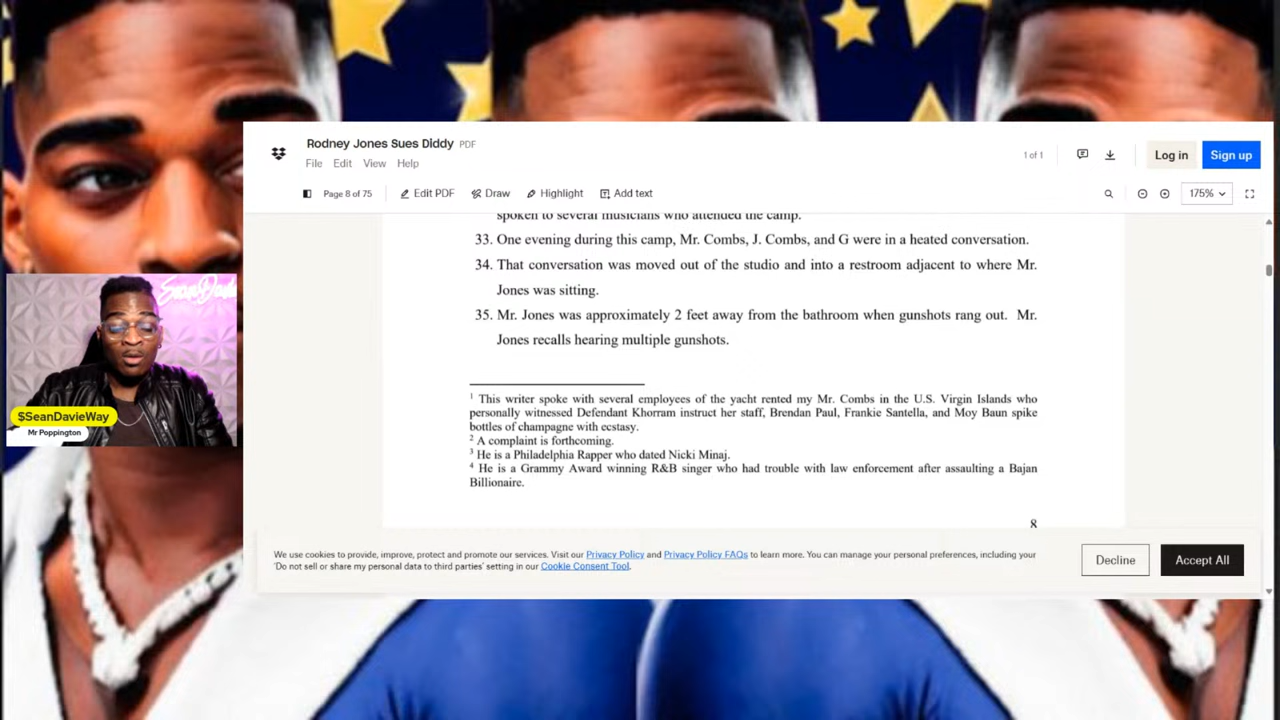 Rodney Jones Sues Diddy PDF
File Edit View Help
1 of 1
Log in
Sign up
Page 8 of 75
Edit PDF
Draw
Highlight
Add text
175%
spoken to several musicians who attended the camp.
33. One evening during this camp, Mr. Combs, J. Combs, and G were in a heated conversation.
34. That conversation was moved out of the studio and into a restroom adjacent to where Mr.
Jones was sitting.
35. Mr. Jones was approximately 2 feet away from the bathroom when gunshots rang out. Mr.
Jones recalls hearing multiple gunshots.
1 This writer spoke with several employees of the yacht rented my Mr. Combs in the U.S. Virgin Islands who
personally witnessed Defendant Khorram instruct her staff, Brendan Paul, Frankie Santella, and Moy Baun spike
bottles of champagne with ecstasy.
2 A complaint is forthcoming.
3 He is a Philadelphia Rapper who dated Nicki Minaj.
4 He is a Grammy Award winning R&B singer who had trouble with law enforcement after assaulting a Bajan
Billionaire.
8
We use cookies to provide, improve, protect and promote our services. Visit our Privacy Policy and Privacy Policy FAQs to learn more. You can manage your personal preferences, including your
'Do not sell or share my personal data to third parties' setting in our Cookie Consent Tool.
Decline
Accept All
$SeanDavieWay
Mr Poppington